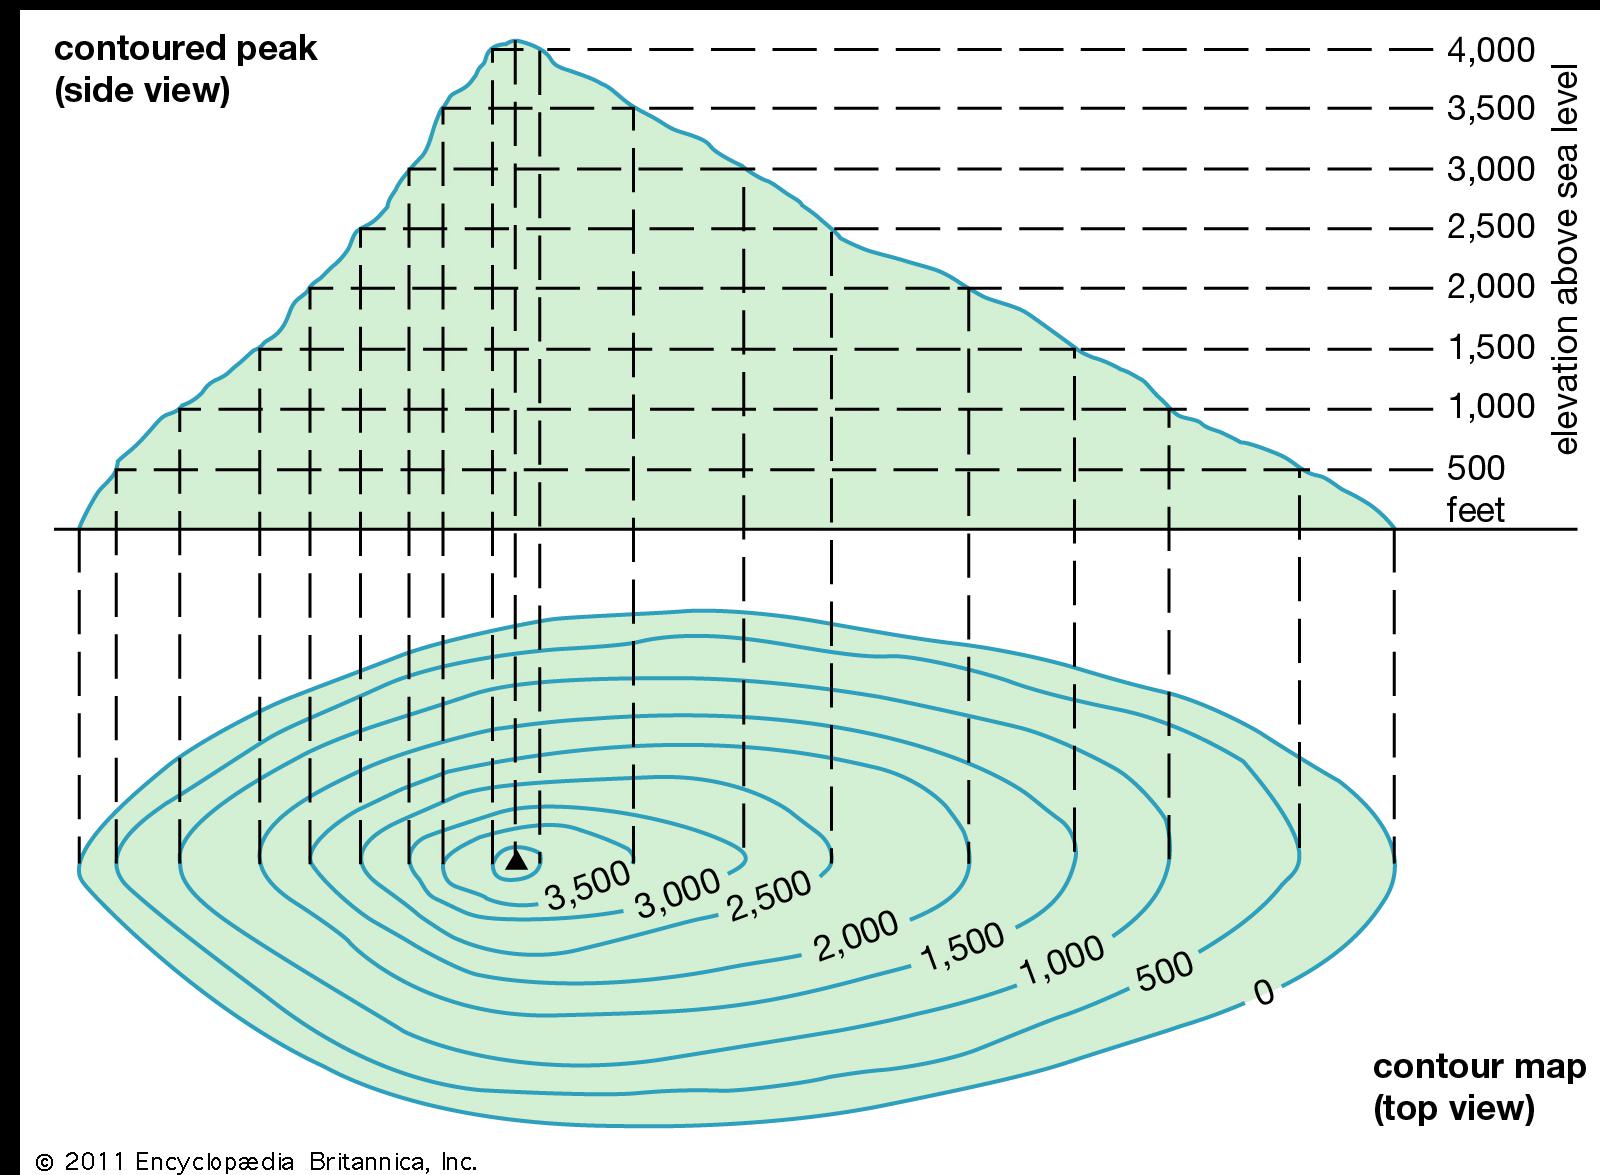 contoured peak
(side view)
4,000
3,500
3,000
2,500
2,000
1,500
1,000
500
feet
elevation above sea level
3,500
3,000
2,500
2,000
1,500
1,000
500
0
contour map
(top view)
© 2011 Encyclopædia Britannica, Inc.